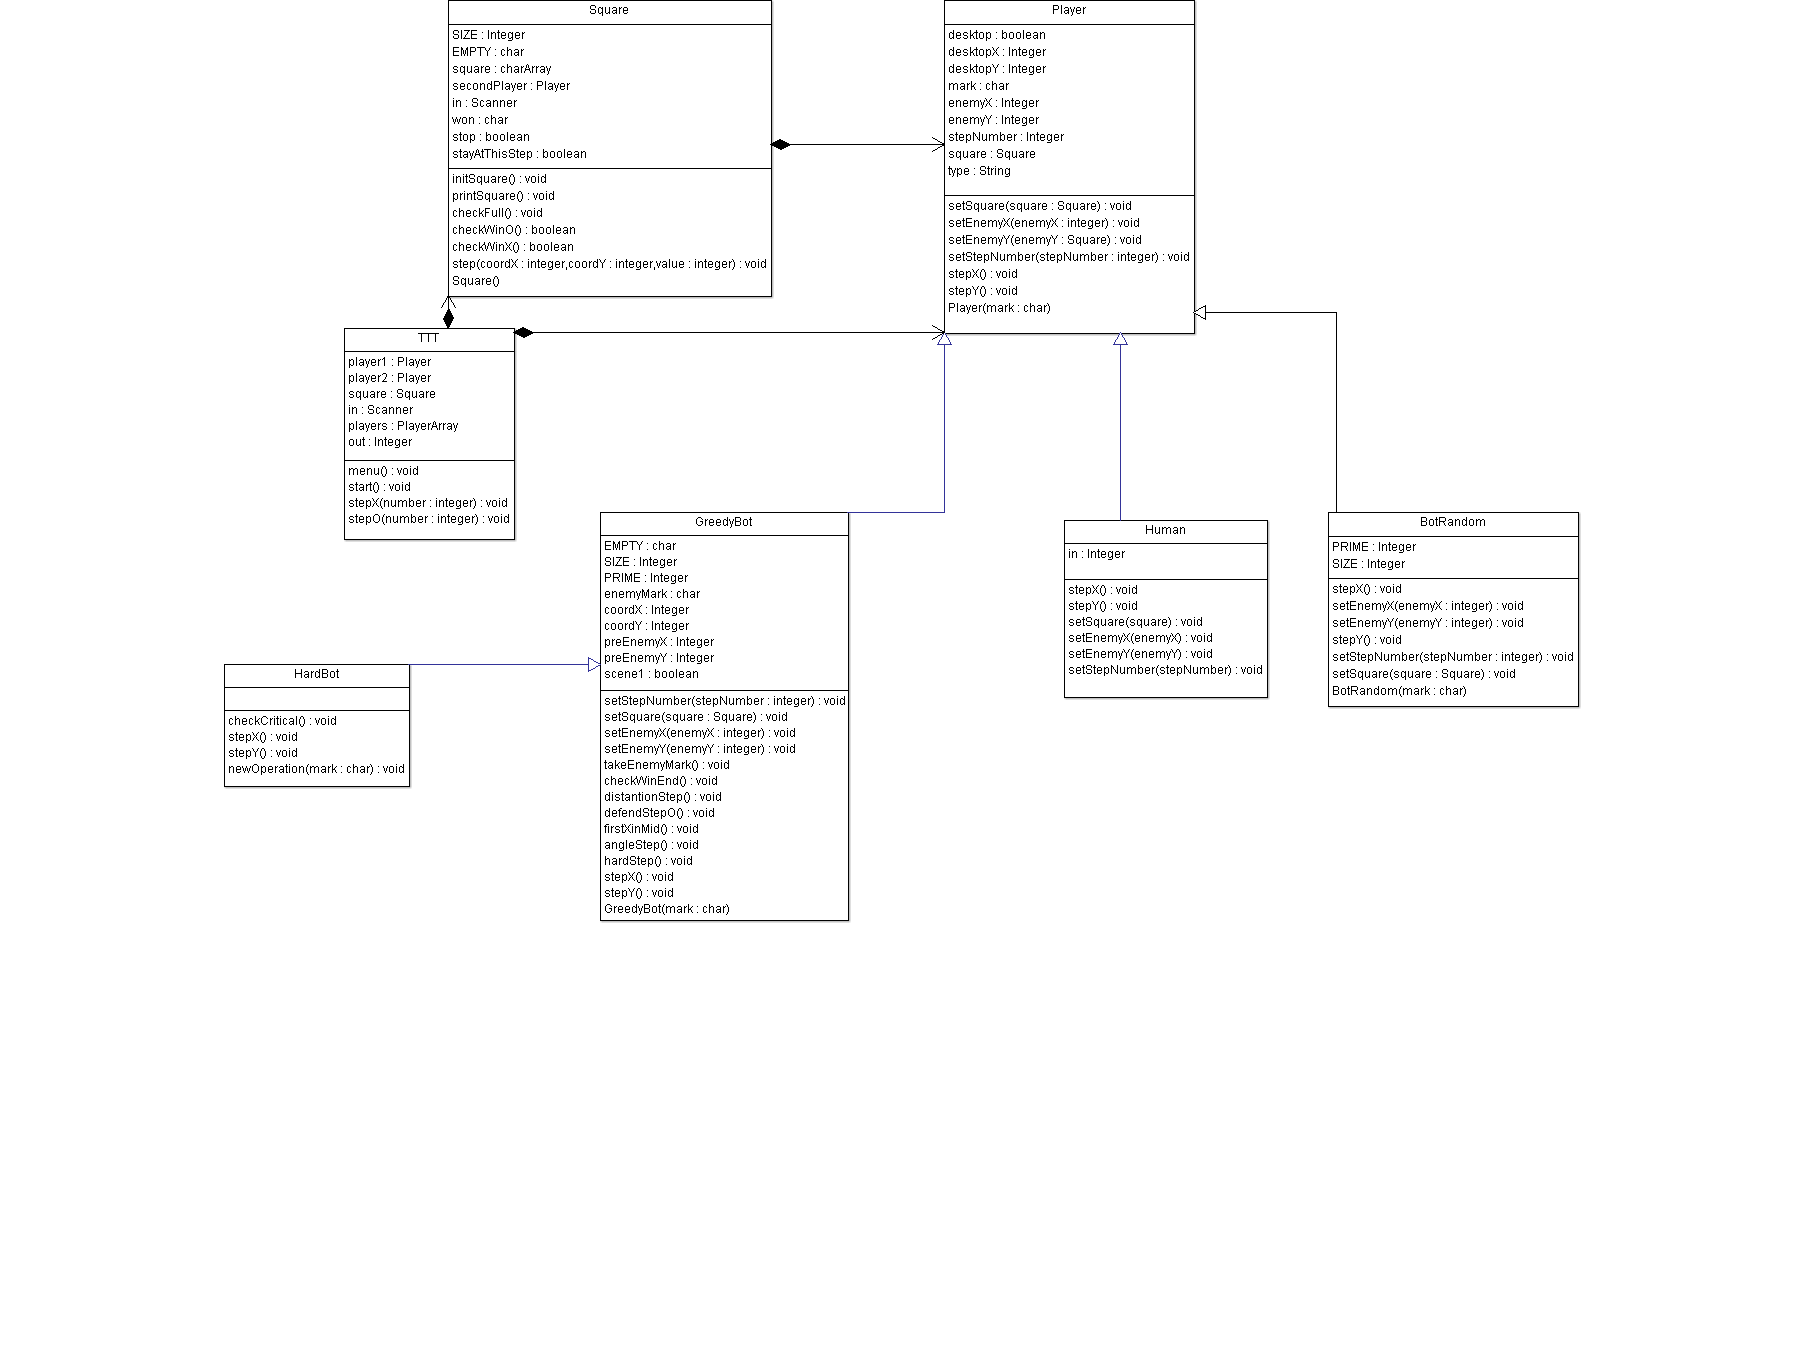 Square
SIZE : Integer
EMPTY : char
square : charArray
secondPlayer : Player
in : Scanner
won : char
stop : boolean
stayAtThisStep : boolean
initSquare() : void
printSquare() : void
checkFull() : void
checkWinO() : boolean
checkWinX() : boolean
step(coordX : integer,coordY : integer,value : integer) : void
Square()
Player
desktop : boolean
desktopX : Integer
desktopY : Integer
mark : char
enemyX : Integer
enemyY : Integer
stepNumber : Integer
square : Square
type : String
setSquare(square : Square) : void
setEnemyX(enemyX : integer) : void
setEnemyY(enemyY : Square) : void
setStepNumber(stepNumber : integer) : void
stepX() : void
stepY() : void
Player(mark : char)
TTT
player1 : Player
player2 : Player
square : Square
in : Scanner
players : PlayerArray
out : Integer
menu() : void
start() : void
stepX(number : integer) : void
stepO(number : integer) : void
GreedyBot
EMPTY : char
SIZE : Integer
PRIME : Integer
enemyMark : char
coordX : Integer
coordY : Integer
preEnemyX : Integer
preEnemyY : Integer
scene1 : boolean
setStepNumber(stepNumber : integer) : void
setSquare(square : Square) : void
setEnemyX(enemyX : integer) : void
setEnemyY(enemyY : integer) : void
takeEnemyMark() : void
checkWinEnd() : void
distantionStep() : void
defendStepO() : void
firstXinMid() : void
angleStep() : void
hardStep() : void
stepX() : void
stepY() : void
GreedyBot(mark : char)
Human
in : Integer
stepX() : void
stepY() : void
setSquare(square) : void
setEnemyX(enemyX) : void
setEnemyY(enemyY) : void
setStepNumber(stepNumber) : void
BotRandom
PRIME : Integer
SIZE : Integer
stepX() : void
setEnemyX(enemyX : integer) : void
setEnemyY(enemyY : integer) : void
stepY() : void
setStepNumber(stepNumber : integer) : void
setSquare(square : Square) : void
BotRandom(mark : char)
HardBot
checkCritical() : void
stepX() : void
stepY() : void
newOperation(mark : char) : void